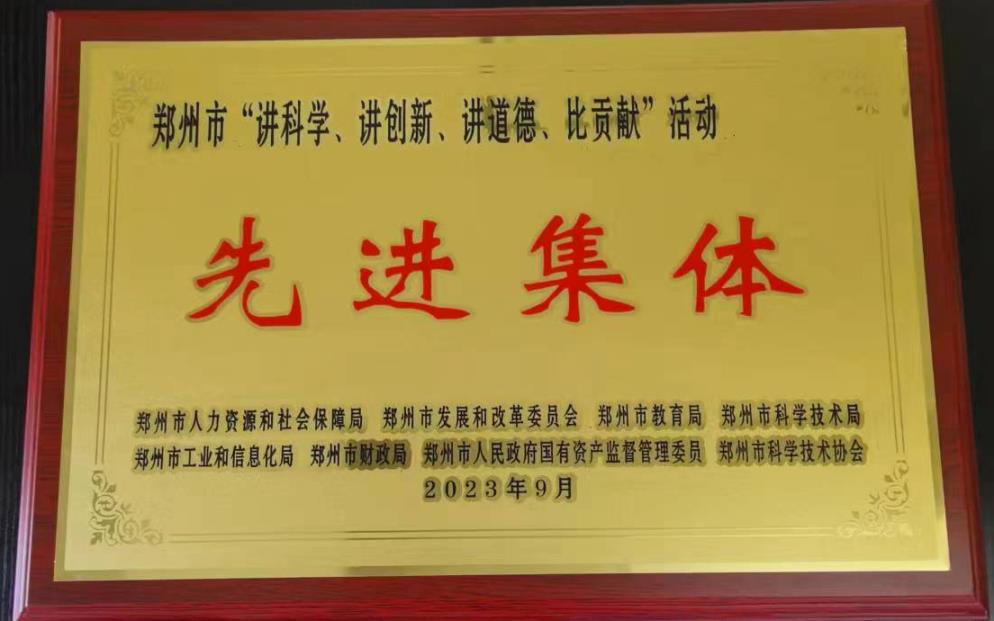 郑州市“讲科学、讲创新、讲道德、比贡献”活动
先进集体
郑州市人力资源和社会保障局 郑州市发展和改革委员会 郑州市教育局 郑州市科学技术局
郑州市工业和信息化局 郑州市财政局 郑州市人民政府国有资产监督管理委员 郑州市科学技术协会
2023年9月